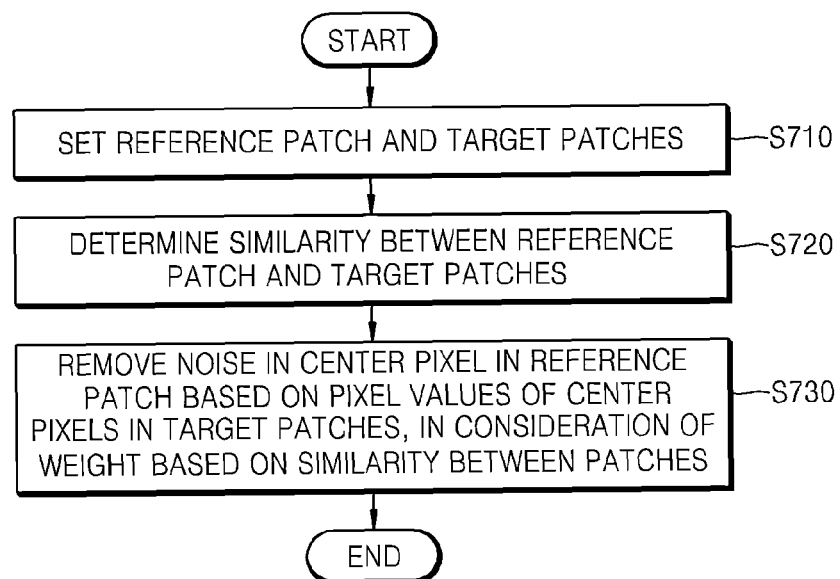 START
SET REFERENCE PATCH AND TARGET PATCHES
S710
DETERMINE SIMILARITY BETWEEN REFERENCE
PATCH AND TARGET PATCHES
S720
REMOVE NOISE IN CENTER PIXEL IN REFERENCE
PATCH BASED ON PIXEL VALUES OF CENTER
PIXELS IN TARGET PATCHES, IN CONSIDERATION OF
WEIGHT BASED ON SIMILARITY BETWEEN PATCHES
S730
END